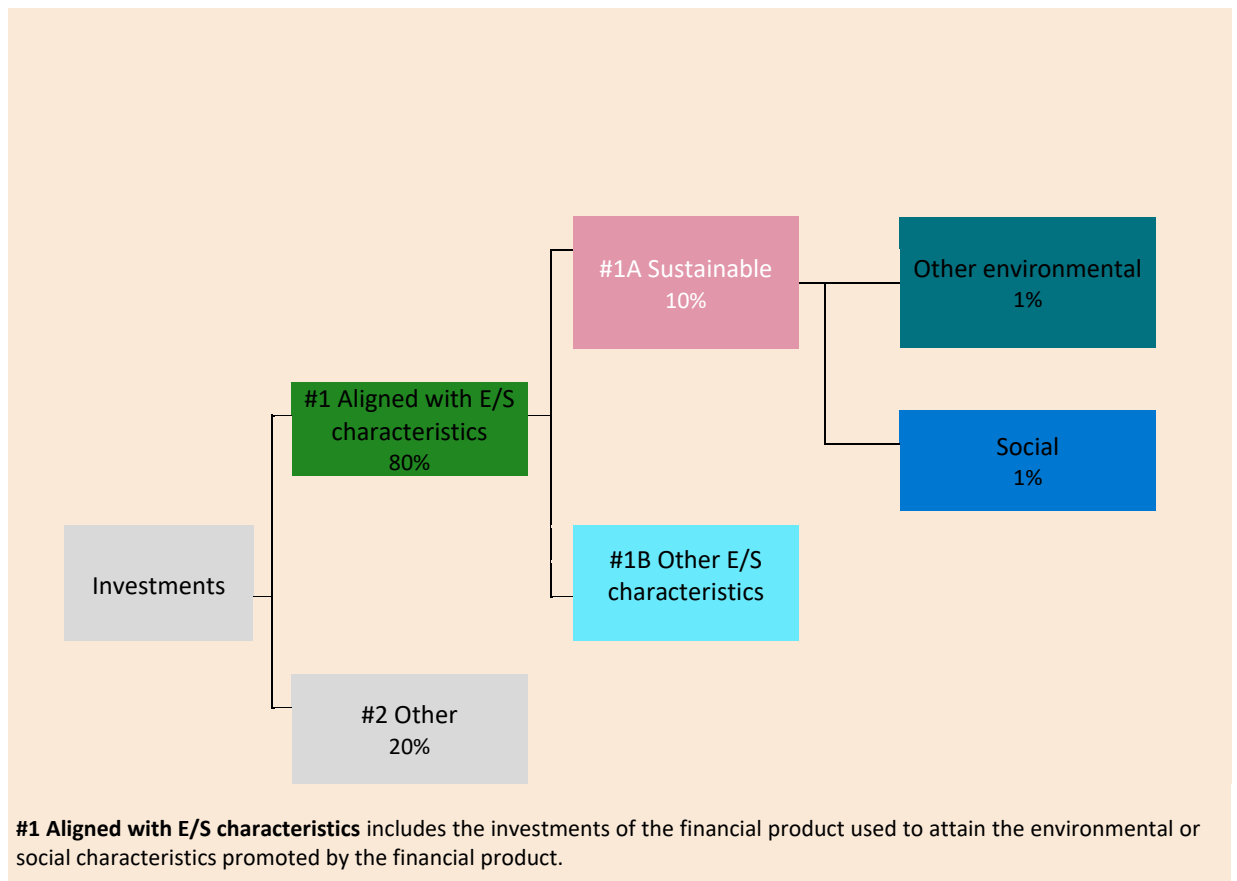 #1A Sustainable
10%
Other environmental
1%
#1 Aligned with E/S
characteristics
80%
Social
1%
Investments
#1B Other E/S
characteristics
#2 Other
20%
#1 Aligned with E/S characteristics includes the investments of the financial product used to attain the environmental or
social characteristics promoted by the financial product.